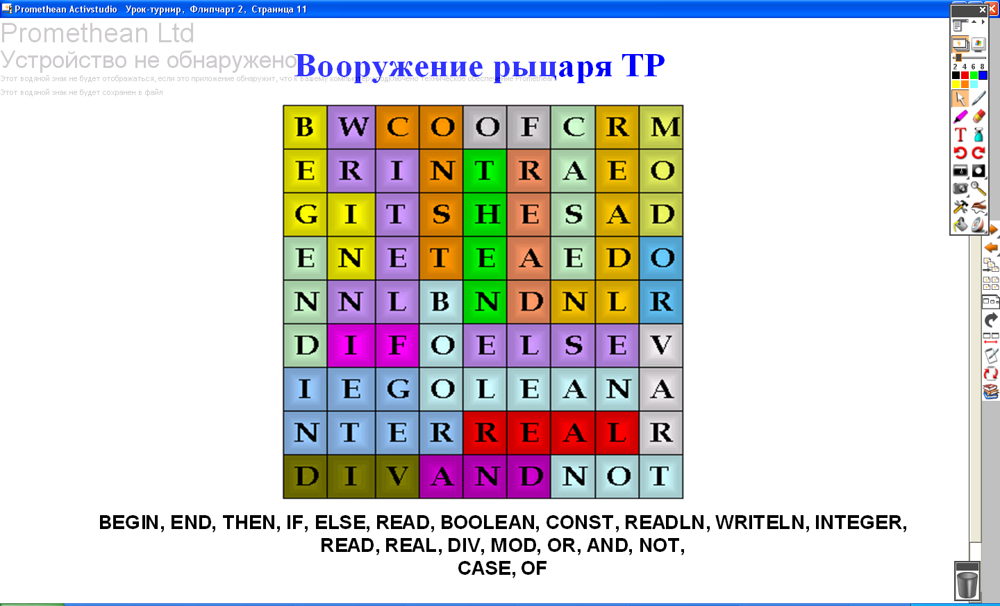 Promethean Activstudio Урок-турнир, Флипчарт 2, Страница 11
Promethean Ltd
Устройство не обнаружено
Вооружение рыцаря ТР
Этот водяной знак не будет отображаться, если это приложение обнаружит, что к вашему компьютеру подключено техническое обеспечение Promethean
Этот водяной знак не будет сохранен в файл
2 4 6 8
T
B W C O O F C R M
E R I N T R A E O
G I T S H E S A D
E N E T E A E D O
N N L B N D N L R
D I F O E L S E V
I E G O L E A N A
N T E R R E A L R
D I V A N D N O T
BEGIN, END, THEN, IF, ELSE, READ, BOOLEAN, CONST, READLN, WRITELN, INTEGER,
READ, REAL, DIV, MOD, OR, AND, NOT,
CASE, OF